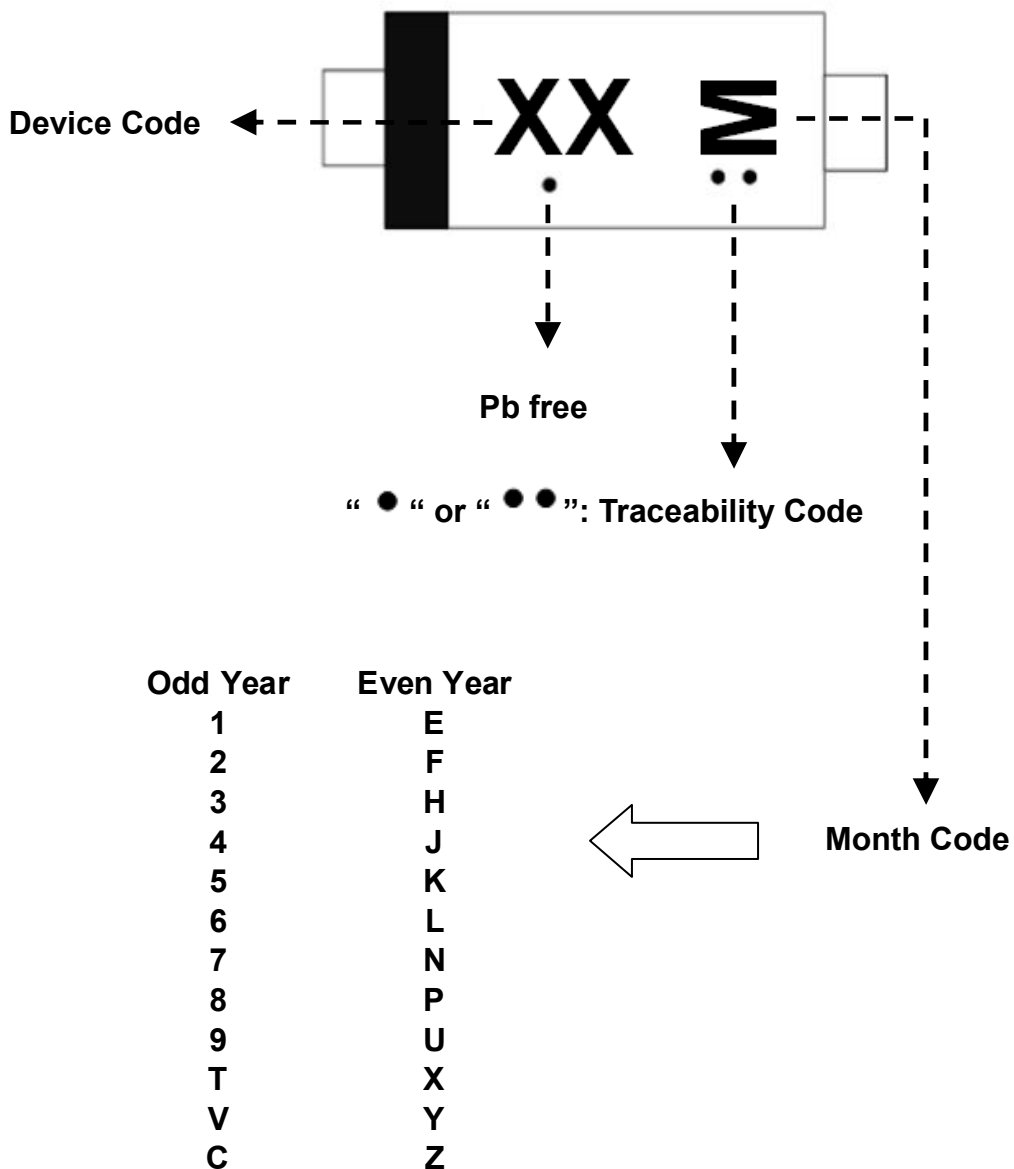 XX M
Device Code
Pb free
“ • “ or “ •• ”: Traceability Code
Odd Year Even Year
1 E
2 F
3 H
4 J
5 K
6 L
7 N
8 P
9 U
T X
V Y
C Z
Month Code